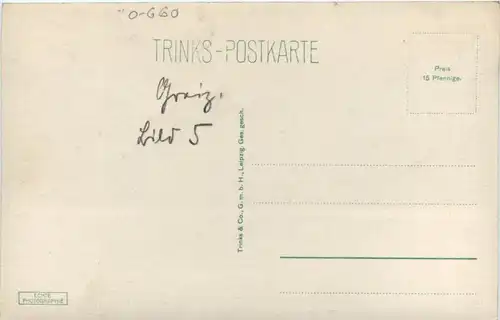 0-660
TRINKS-POSTKARTE
Preis
15 Pfennige.
Greiz.
Bild 5
Trinks & Co., G. m. b. H., Leipzig. Ges. gesch.
ECHTE
PHOTOGRAPHIE